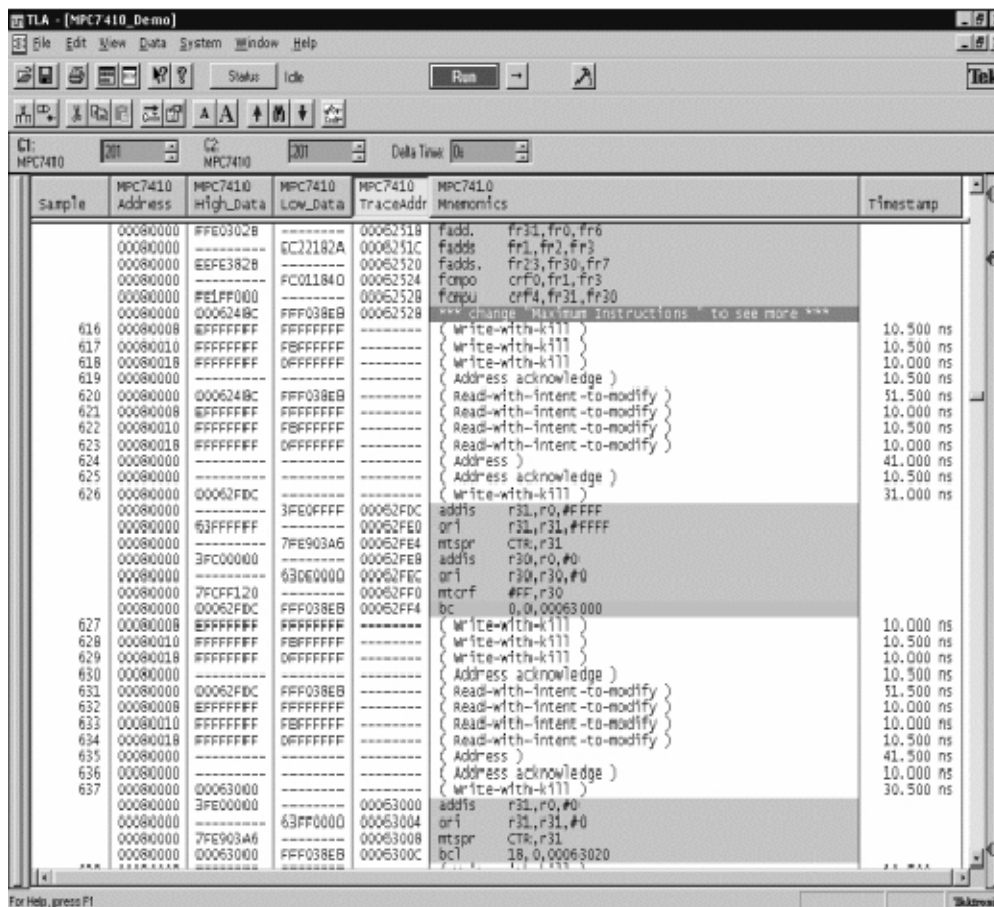 TLA - [MPC7410_Demo]
File Edit View Data System Window Help
Status Idle Run Tek
C1: MPC7410 201 C2: MPC7410 201 Delta Time: 0s
Sample MPC7410 Address MPC7410 High_Data MPC7410 Low_Data MPC7410 TraceAddr MPC7410 Mnemonics Timestamp
00080000 FFE0302B -------- 00062518 fadd. fr31,fr0,fr6
00080000 -------- EC22182A 0006251C fadds fr1,fr2,fr3
00080000 EEFE382B -------- 00062520 fadds. fr23,fr30,fr7
00080000 -------- FC011840 00062524 fcmpo crf0,fr1,fr3
00080000 FE1FF000 -------- 00062528 fcmpu crf4,fr31,fr30
00080000 000624BC FFF038EB 00062528 *** change "Maximum Instructions " to see more ***
616 00080008 EFFFFFFF FFFFFFFF -------- ( Write-with-kill ) 10.500 ns
617 00080010 FFFFFFFF FBFFFFFF -------- ( Write-with-kill ) 10.500 ns
618 00080018 FFFFFFFF DFFFFFFF -------- ( Write-with-kill ) 10.000 ns
619 00080000 -------- -------- -------- ( Address acknowledge ) 10.500 ns
620 00080000 000624BC FFF038EB -------- ( Read-with-intent-to-modify ) 51.500 ns
621 00080008 EFFFFFFF FFFFFFFF -------- ( Read-with-intent-to-modify ) 10.000 ns
622 00080010 FFFFFFFF FBFFFFFF -------- ( Read-with-intent-to-modify ) 10.500 ns
623 00080018 FFFFFFFF DFFFFFFF -------- ( Read-with-intent-to-modify ) 10.000 ns
624 00080000 -------- -------- -------- ( Address ) 41.000 ns
625 00080000 -------- -------- -------- ( Address acknowledge ) 10.500 ns
626 00080000 00062FDC -------- -------- ( Write-with-kill ) 31.000 ns
00080000 -------- 3FE0FFFF 00062FDC addis r31,r0,#FFFF
00080000 63FFFFFF -------- 00062FE0 ori r31,r31,#FFFF
00080000 -------- 7FE903A6 00062FE4 mtspr CTR,r31
00080000 3FC00000 -------- 00062FE8 addis r30,r0,#0
00080000 -------- 63DE0000 00062FEC ori r30,r30,#0
00080000 7FCFF120 -------- 00062FF0 mtcrf #FF,r30
00080000 00062FDC FFF038EB 00062FF4 bc 0,0,00063000
627 00080008 EFFFFFFF FFFFFFFF -------- ( Write-with-kill ) 10.000 ns
628 00080010 FFFFFFFF FBFFFFFF -------- ( Write-with-kill ) 10.500 ns
629 00080018 FFFFFFFF DFFFFFFF -------- ( Write-with-kill ) 10.000 ns
630 00080000 -------- -------- -------- ( Address acknowledge ) 10.500 ns
631 00080000 00062FDC FFF038EB -------- ( Read-with-intent-to-modify ) 51.500 ns
632 00080008 EFFFFFFF FFFFFFFF -------- ( Read-with-intent-to-modify ) 10.000 ns
633 00080010 FFFFFFFF FBFFFFFF -------- ( Read-with-intent-to-modify ) 10.000 ns
634 00080018 FFFFFFFF DFFFFFFF -------- ( Read-with-intent-to-modify ) 10.500 ns
635 00080000 -------- -------- -------- ( Address ) 41.500 ns
636 00080000 -------- -------- -------- ( Address acknowledge ) 10.000 ns
637 00080000 00063000 -------- -------- ( Write-with-kill ) 30.500 ns
00080000 3FE00000 -------- 00063000 addis r31,r0,#0
00080000 -------- 63FF0000 00063004 ori r31,r31,#0
00080000 7FE903A6 -------- 00063008 mtspr CTR,r31
00080000 00063000 FFF038EB 0006300C bcl 18,0,00063020
For Help, press F1 Tektroni